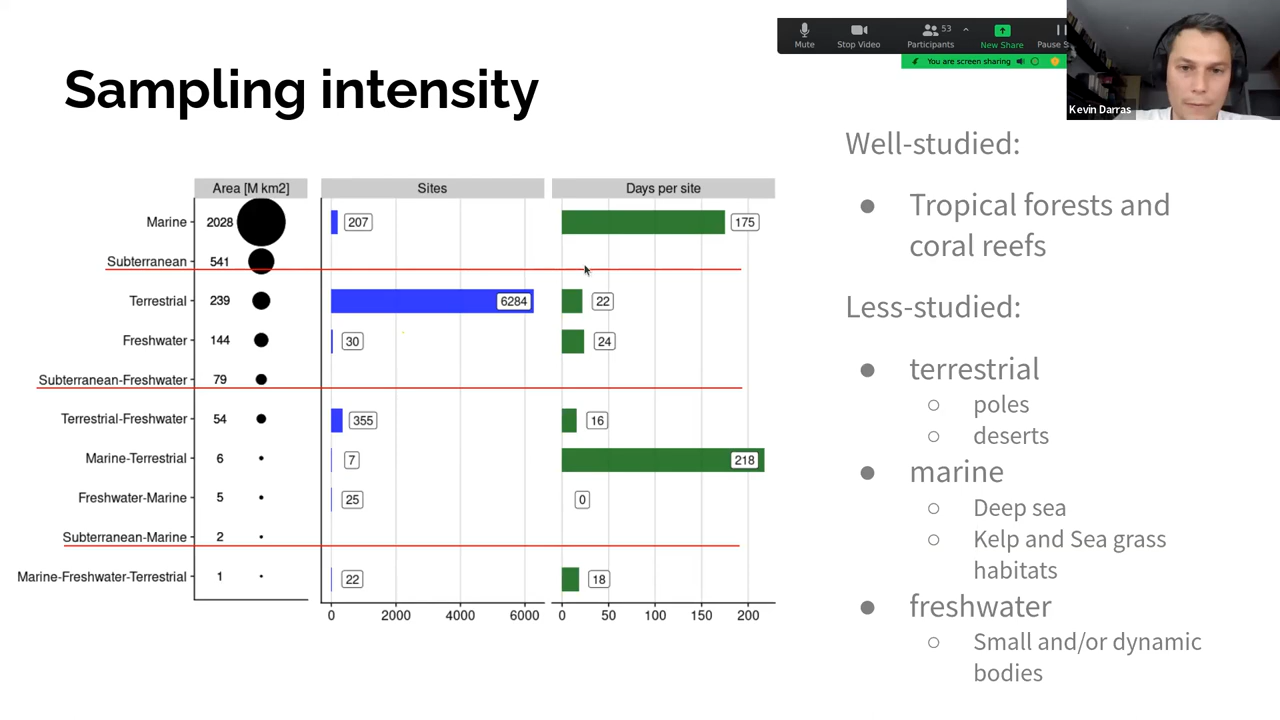 Mute
Stop Video
53
Participants
New Share
Pause S
You are screen sharing
Kevin Darras
Sampling intensity
Area [M km2] Sites Days per site
Marine 2028 207 175
Subterranean 541
Terrestrial 239 6284 22
Freshwater 144 30 24
Subterranean-Freshwater 79
Terrestrial-Freshwater 54 355 16
Marine-Terrestrial 6 7 218
Freshwater-Marine 5 25 0
Subterranean-Marine 2
Marine-Freshwater-Terrestrial 1 22 18
0 2000 4000 6000 0 50 100 150 200
Well-studied:
● Tropical forests and
coral reefs
Less-studied:
● terrestrial
○ poles
○ deserts
● marine
○ Deep sea
○ Kelp and Sea grass
habitats
● freshwater
○ Small and/or dynamic
bodies